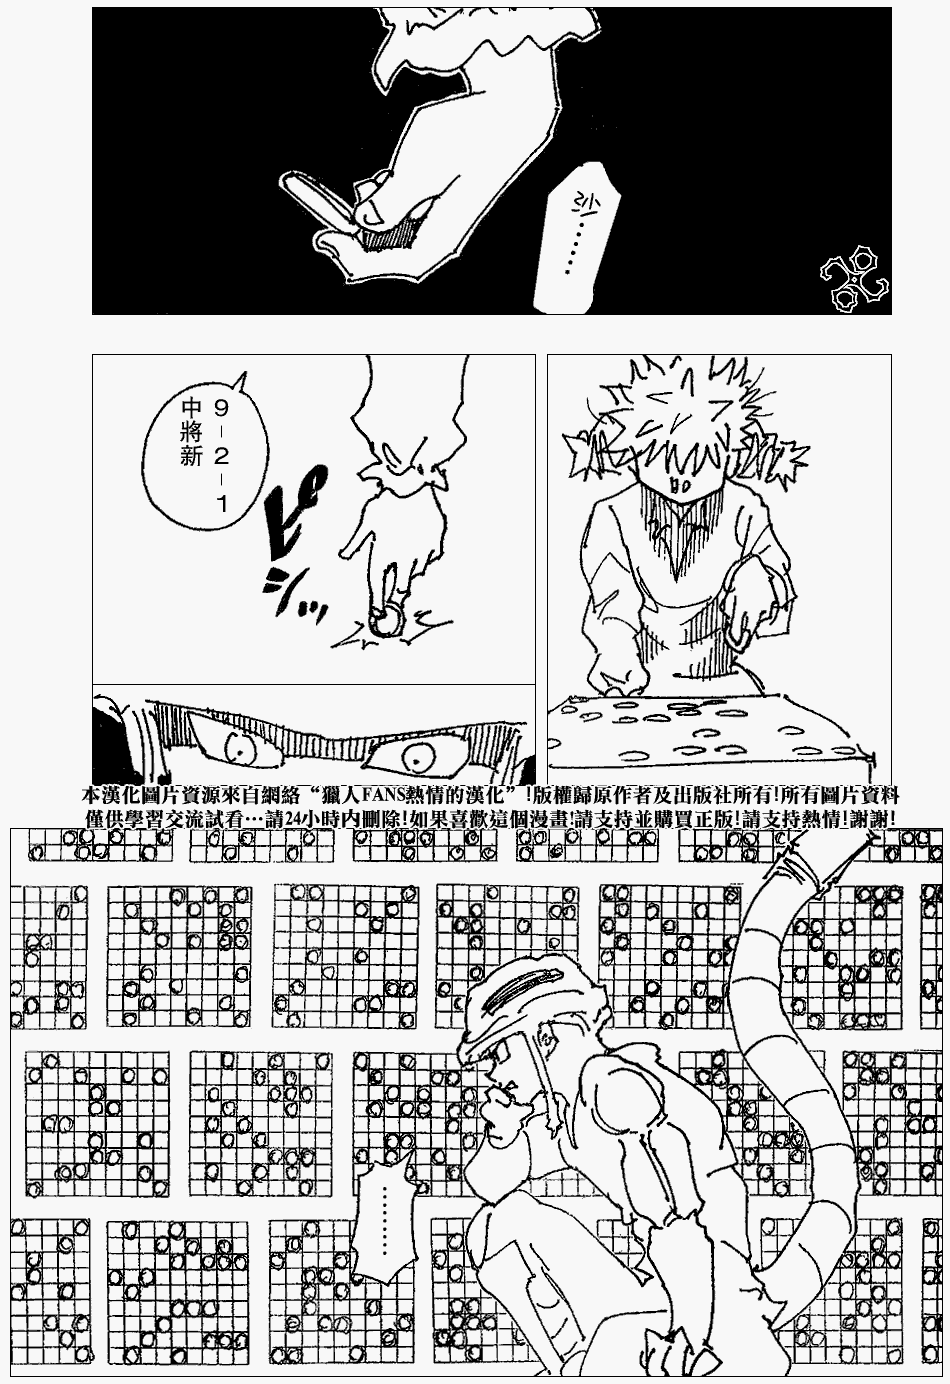 沙………
9－2－1
中將新
ピシッ…
本漢化圖片資源來自網絡“獵人FANS熱情的漢化”!版權歸原作者及出版社所有!所有圖片資料
僅供學習交流試看…請24小時内刪除!如果喜歡這個漫畫!請支持並購買正版!請支持熱情!謝謝!
………